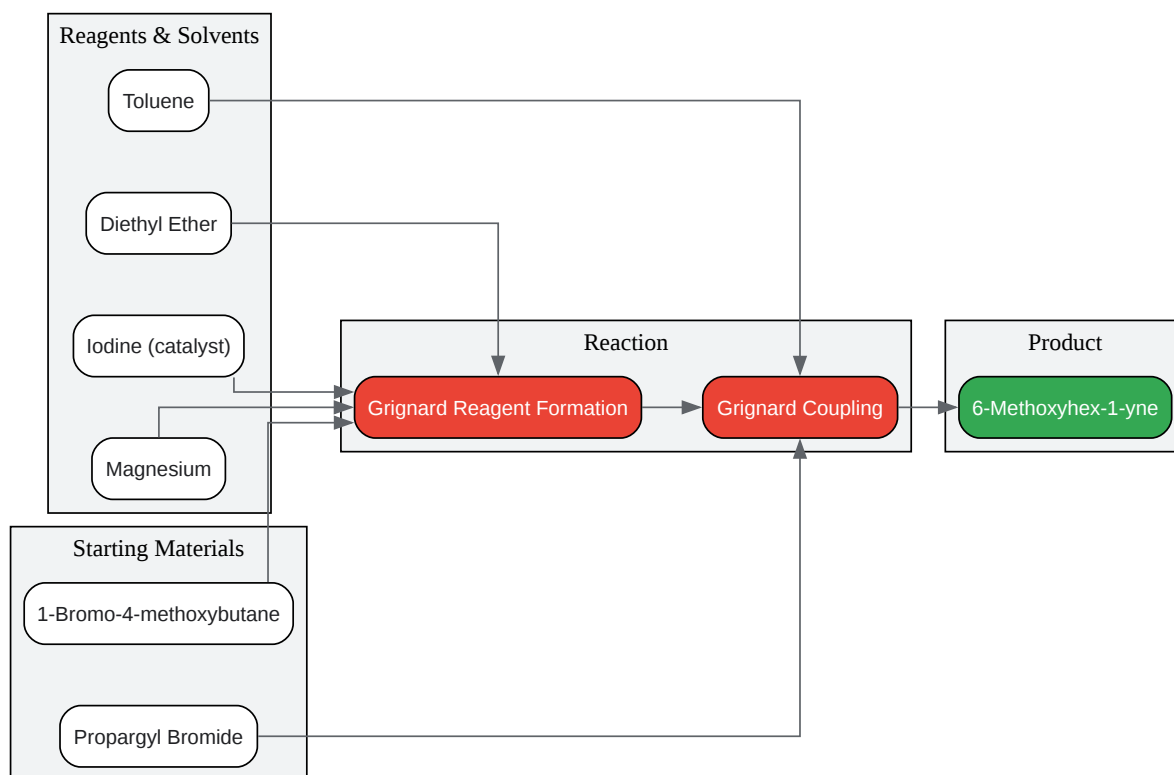 Reagents & Solvents
Toluene
Diethyl Ether
Iodine (catalyst)
Magnesium
Starting Materials
1-Bromo-4-methoxybutane
Propargyl Bromide
Reaction
Grignard Reagent Formation
Grignard Coupling
Product
6-Methoxyhex-1-yne